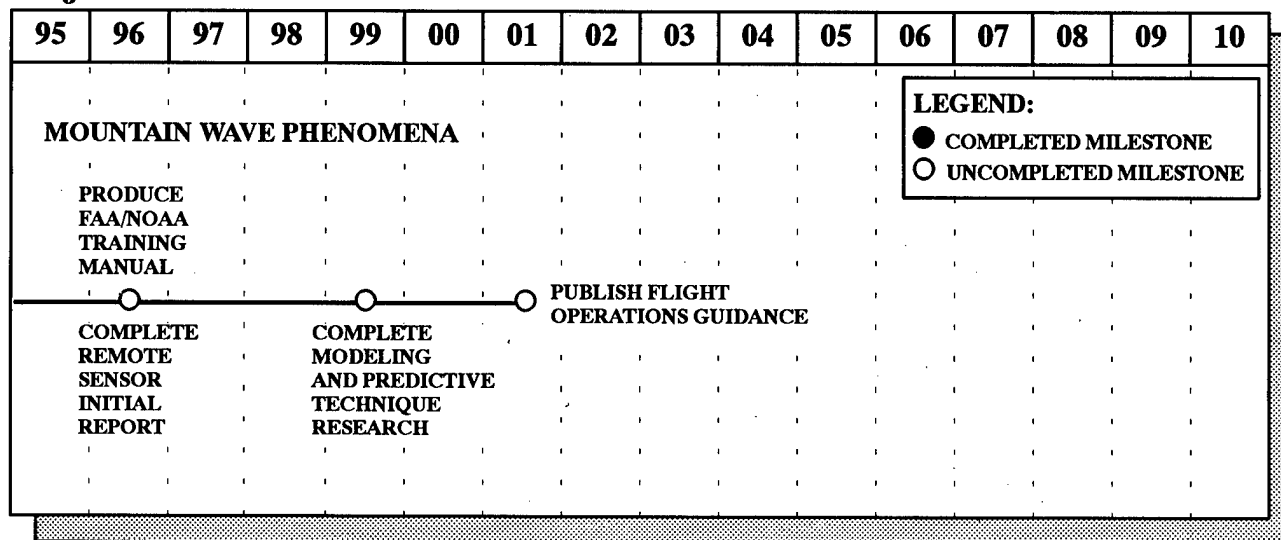 95 96 97 98 99 00 01 02 03 04 05 06 07 08 09 10
LEGEND:
COMPLETED MILESTONE
UNCOMPLETED MILESTONE
MOUNTAIN WAVE PHENOMENA
PRODUCE
FAA/NOAA
TRAINING
MANUAL
COMPLETE
REMOTE
SENSOR
INITIAL
REPORT
COMPLETE
MODELING
AND PREDICTIVE
TECHNIQUE
RESEARCH
PUBLISH FLIGHT
OPERATIONS GUIDANCE